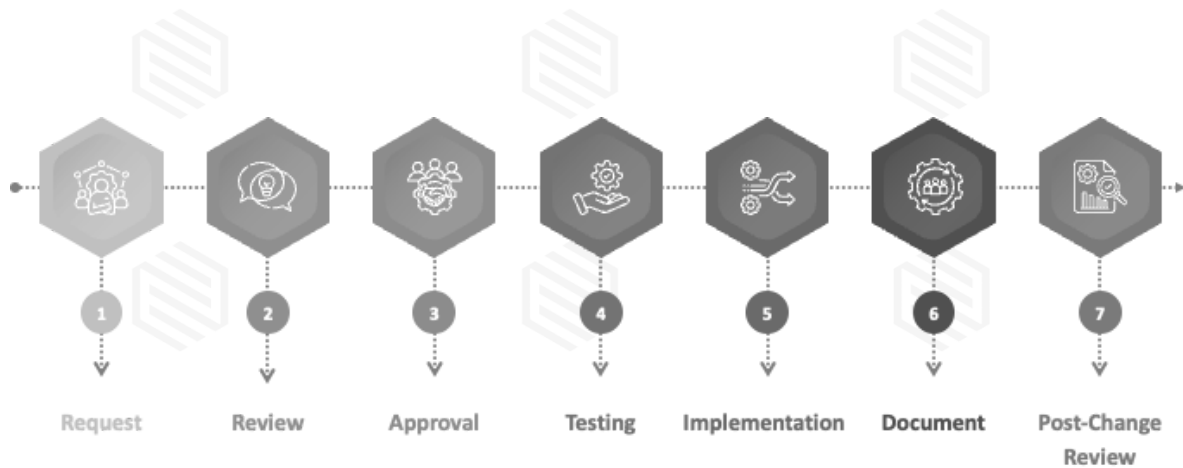 1 2 3 4 5 6 7
Request Review Approval Testing Implementation Document Post-Change
Review